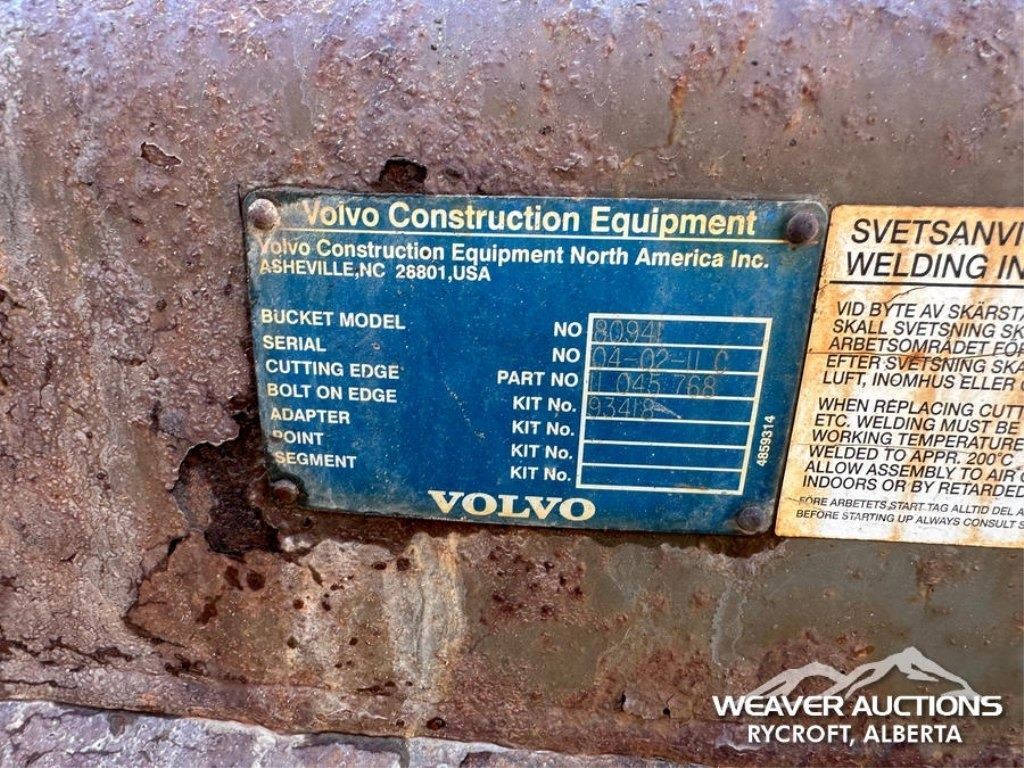 Volvo Construction Equipment
Volvo Construction Equipment North America Inc.
ASHEVILLE,NC 28801,USA
BUCKET MODEL NO 80941
SERIAL NO 04-02-11 C
CUTTING EDGE PART NO 11 045 768
BOLT ON EDGE KIT No. 93418
ADAPTER KIT No.
POINT KIT No.
SEGMENT KIT No.
4859314
VOLVO
SVETSANVI
WELDING IN
VID BYTE AV SKÄRSTÅ
SKALL SVETSNING SK
ARBETSOMRÅDET FÖR
EFTER SVETSNING SKA
LUFT, INOMHUS ELLER
WHEN REPLACING CUTT
ETC. WELDING MUST BE
WORKING TEMPERATURE
WELDED TO APPR. 200°C
ALLOW ASSEMBLY TO AIR
INDOORS OR BY RETARDED
FÖRE ARBETETS START TAG ALLTID DEL A
BEFORE STARTING UP ALWAYS CONSULT S
WEAVER AUCTIONS
RYCROFT, ALBERTA